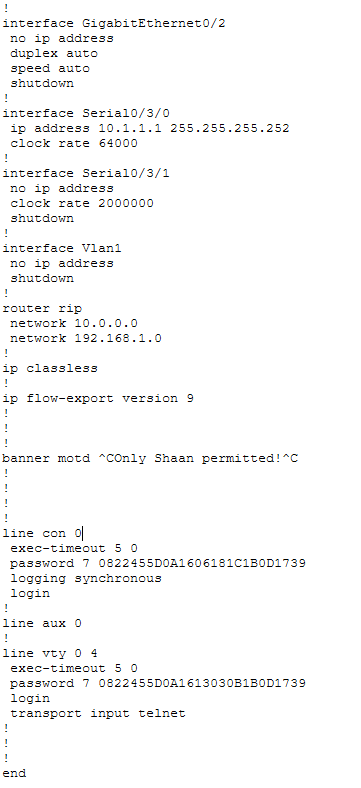 !
interface GigabitEthernet0/2
 no ip address
 duplex auto
 speed auto
 shutdown
!
interface Serial0/3/0
 ip address 10.1.1.1 255.255.255.252
 clock rate 64000
!
interface Serial0/3/1
 no ip address
 clock rate 2000000
 shutdown
!
interface Vlan1
 no ip address
 shutdown
!
router rip
 network 10.0.0.0
 network 192.168.1.0
!
ip classless
!
ip flow-export version 9
!
!
!
banner motd ^COnly Shaan permitted!^C
!
!
!
!
line con 0
 exec-timeout 5 0
 password 7 0822455D0A1606181C1B0D1739
 logging synchronous
 login
!
line aux 0
!
line vty 0 4
 exec-timeout 5 0
 password 7 0822455D0A1613030B1B0D1739
 login
 transport input telnet
!
!
!
end